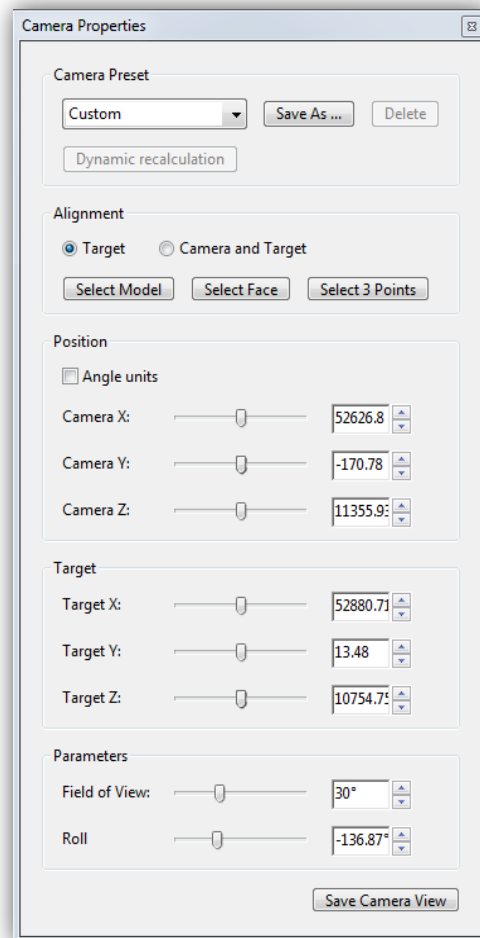 Camera Properties
Camera Preset
Custom Save As ... Delete
Dynamic recalculation
Alignment
Target Camera and Target
Select Model Select Face Select 3 Points
Position
Angle units
Camera X: 52626.8
Camera Y: -170.78
Camera Z: 11355.93
Target
Target X: 52880.71
Target Y: 13.48
Target Z: 10754.75
Parameters
Field of View: 30°
Roll -136.87°
Save Camera View